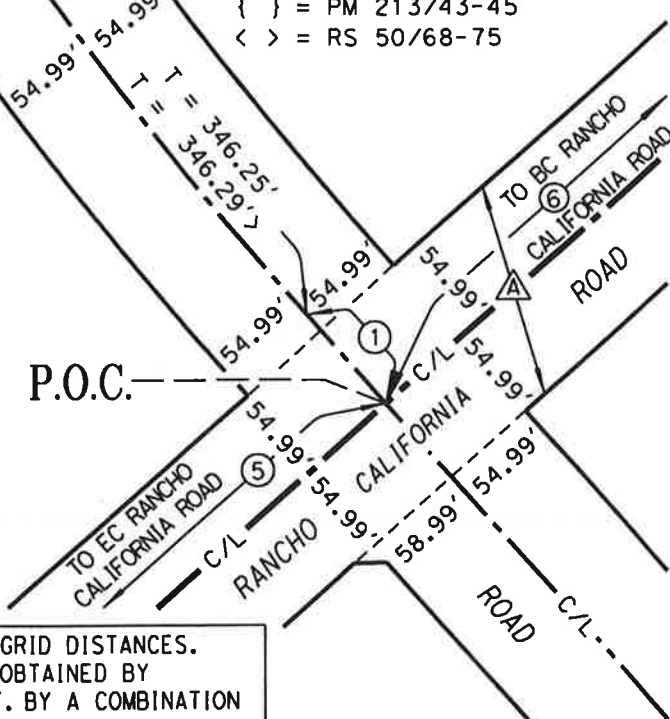 { } = PM 213/43-45
< > = RS 50/68-75
54.99'
54.99'
T = 346.25'
T = 346.29'>
TO BC RANCHO
CALIFORNIA ROAD
6
54.99'
54.99'
54.99'
54.99'
A
ROAD
1
C/L
P.O.C.
54.99'
54.99'
5
C/L
RANCHO CALIFORNIA
TO EC RANCHO
CALIFORNIA ROAD
54.99'
58.99'
ROAD
C/L
GRID DISTANCES.
OBTAINED BY
. BY A COMBINATION